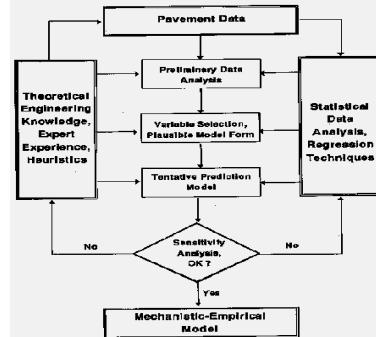 Pavement Data
Preliminary Data
Analysis
Theoretical
Engineering
Knowledge,
Expert
Experience,
Heuristics
Variable Selection,
Plausible Model Form
Statistical
Data
Analysis,
Regression
Techniques
Tentative Prediction
Model
No
Sensitivity
Analysis,
OK ?
No
Yes
Mechanistic-Empirical
Model